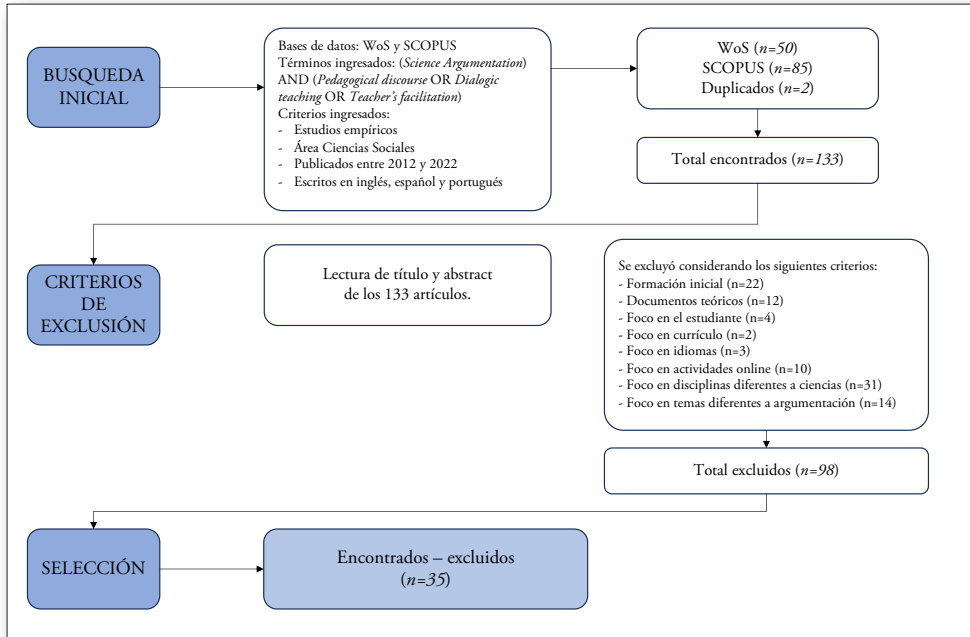 BUSQUEDA
INICIAL
Bases de datos: WoS y SCOPUS
Términos ingresados: (Science Argumentation)
AND (Pedagogical discourse OR Dialogic
teaching OR Teacher's facilitation)
Criterios ingresados:
- Estudios empíricos
- Área Ciencias Sociales
- Publicados entre 2012 y 2022
- Escritos en inglés, español y portugués
WoS (n=50)
SCOPUS (n=85)
Duplicados (n=2)
Total encontrados (n=133)
CRITERIOS
DE
EXCLUSIÓN
Lectura de título y abstract
de los 133 artículos.
Se excluyó considerando los siguientes criterios:
- Formación inicial (n=22)
- Documentos teóricos (n=12)
- Foco en el estudiante (n=4)
- Foco en currículo (n=2)
- Foco en idiomas (n=3)
- Foco en actividades online (n=10)
- Foco en disciplinas diferentes a ciencias (n=31)
- Foco en temas diferentes a argumentación (n=14)
Total excluidos (n=98)
SELECCIÓN
Encontrados – excluidos
(n=35)